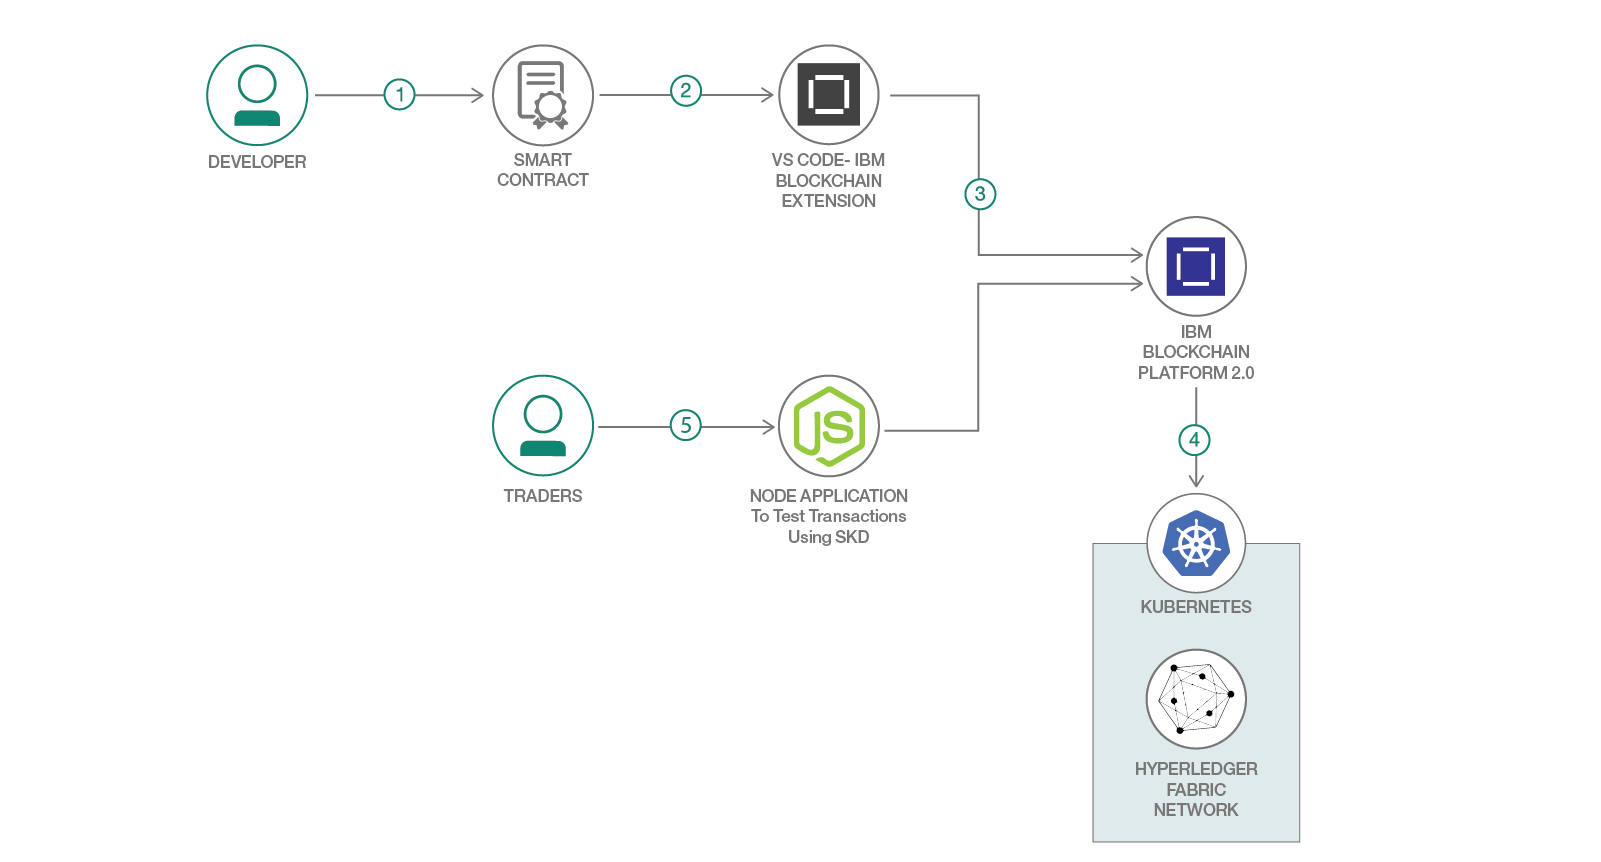 1
2
DEVELOPER
SMART
CONTRACT
VS CODE- IBM
BLOCKCHAIN
EXTENSION
3
IBM
BLOCKCHAIN
PLATFORM 2.0
4
5
JS
TRADERS
NODE APPLICATION
To Test Transactions
Using SKD
KUBERNETES
HYPERLEDGER
FABRIC
NETWORK